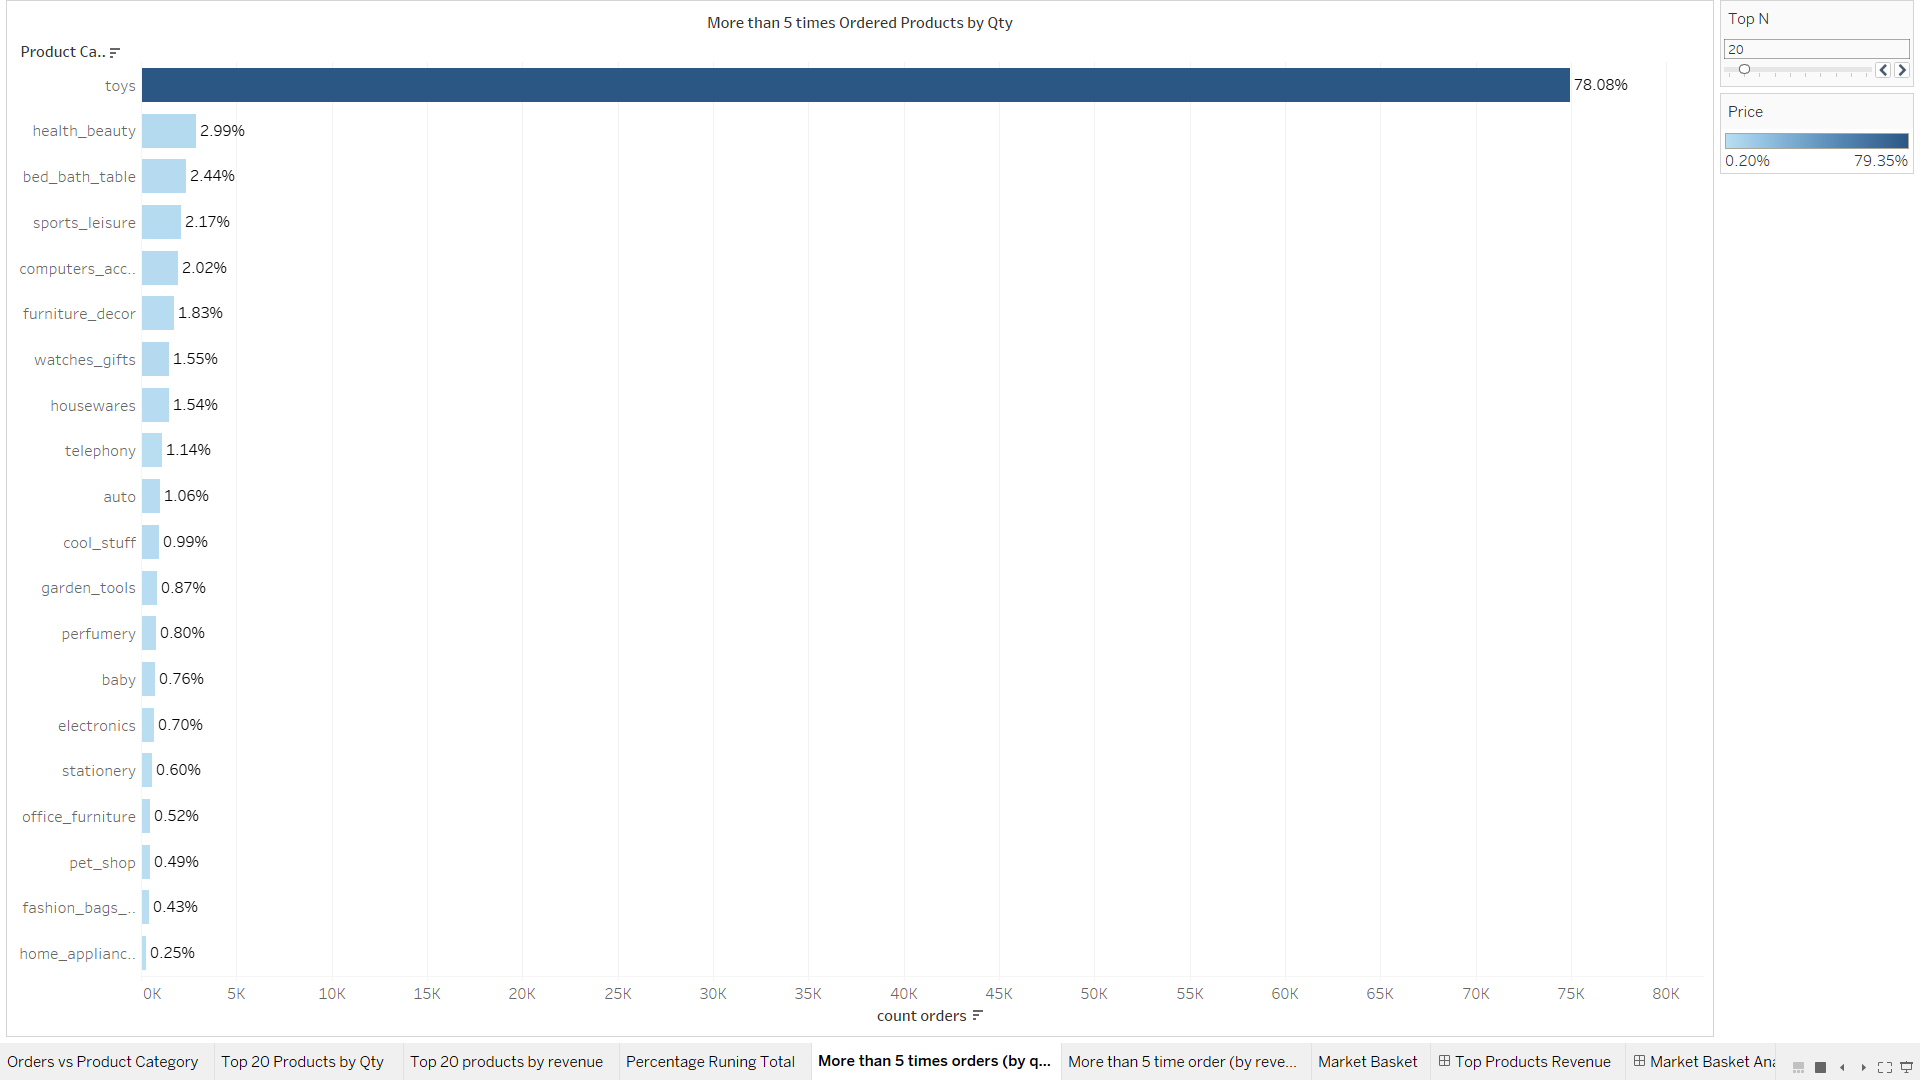 More than 5 times Ordered Products by Qty
Product Ca..
toys 78.08%
health_beauty 2.99%
bed_bath_table 2.44%
sports_leisure 2.17%
computers_acc.. 2.02%
furniture_decor 1.83%
watches_gifts 1.55%
housewares 1.54%
telephony 1.14%
auto 1.06%
cool_stuff 0.99%
garden_tools 0.87%
perfumery 0.80%
baby 0.76%
electronics 0.70%
stationery 0.60%
office_furniture 0.52%
pet_shop 0.49%
fashion_bags_.. 0.43%
home_applianc.. 0.25%
0K 5K 10K 15K 20K 25K 30K 35K 40K 45K 50K 55K 60K 65K 70K 75K 80K
count orders
Top N
20
Price
0.20% 79.35%
Orders vs Product Category Top 20 Products by Qty Top 20 products by revenue Percentage Runing Total More than 5 times orders (by q... More than 5 time order (by reve... Market Basket Top Products Revenue Market Basket Ana